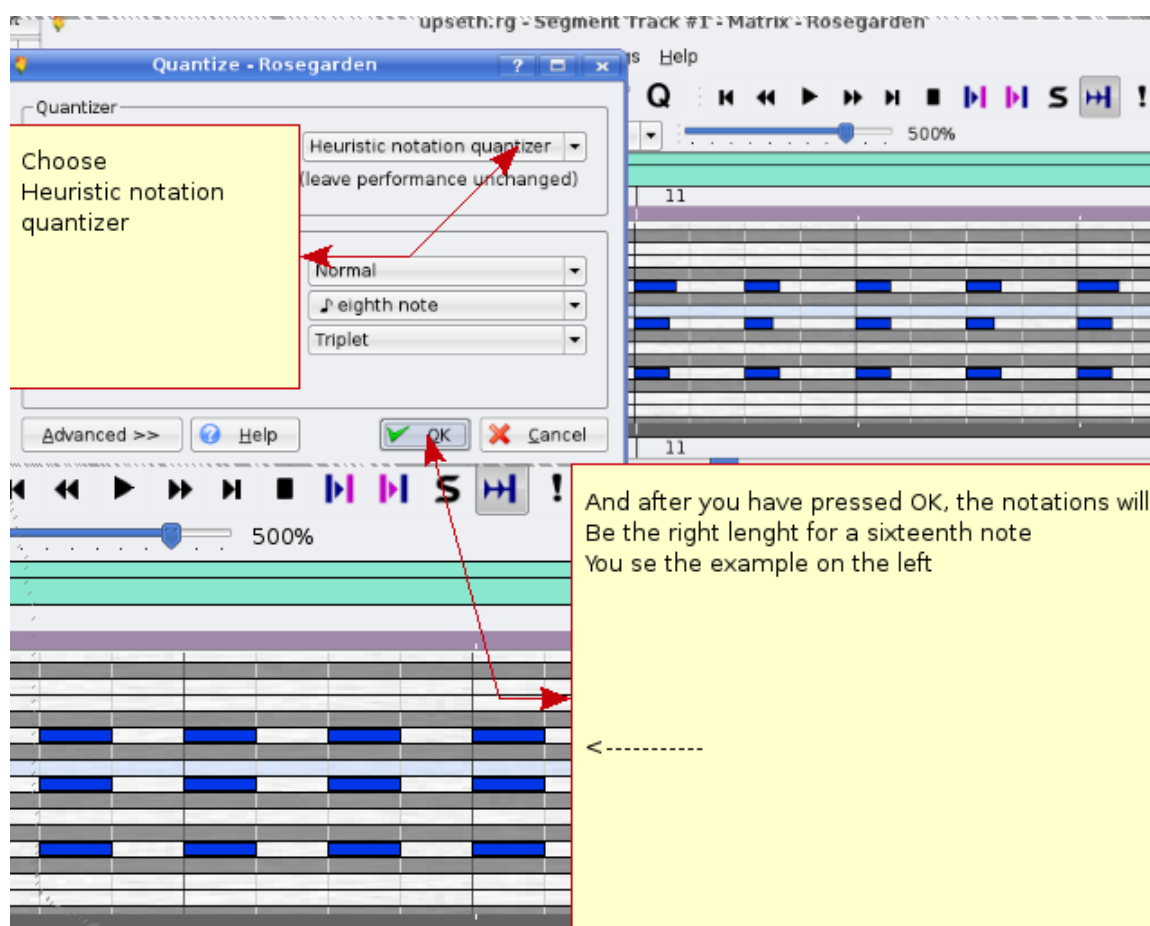 upseth:rg - Segment Track #1 - Matrix - Rosegarden
Quantize - Rosegarden
?
Help
Quantizer
Q
S
!
Heuristic notation quantizer
500%
Choose
Heuristic notation
quantizer
(leave performance unchanged)
11
Normal
eighth note
Triplet
Advanced >>
Help
OK
Cancel
11
S
!
500%
And after you have pressed OK, the notations will
Be the right lenght for a sixteenth note
You se the example on the left
<-----------